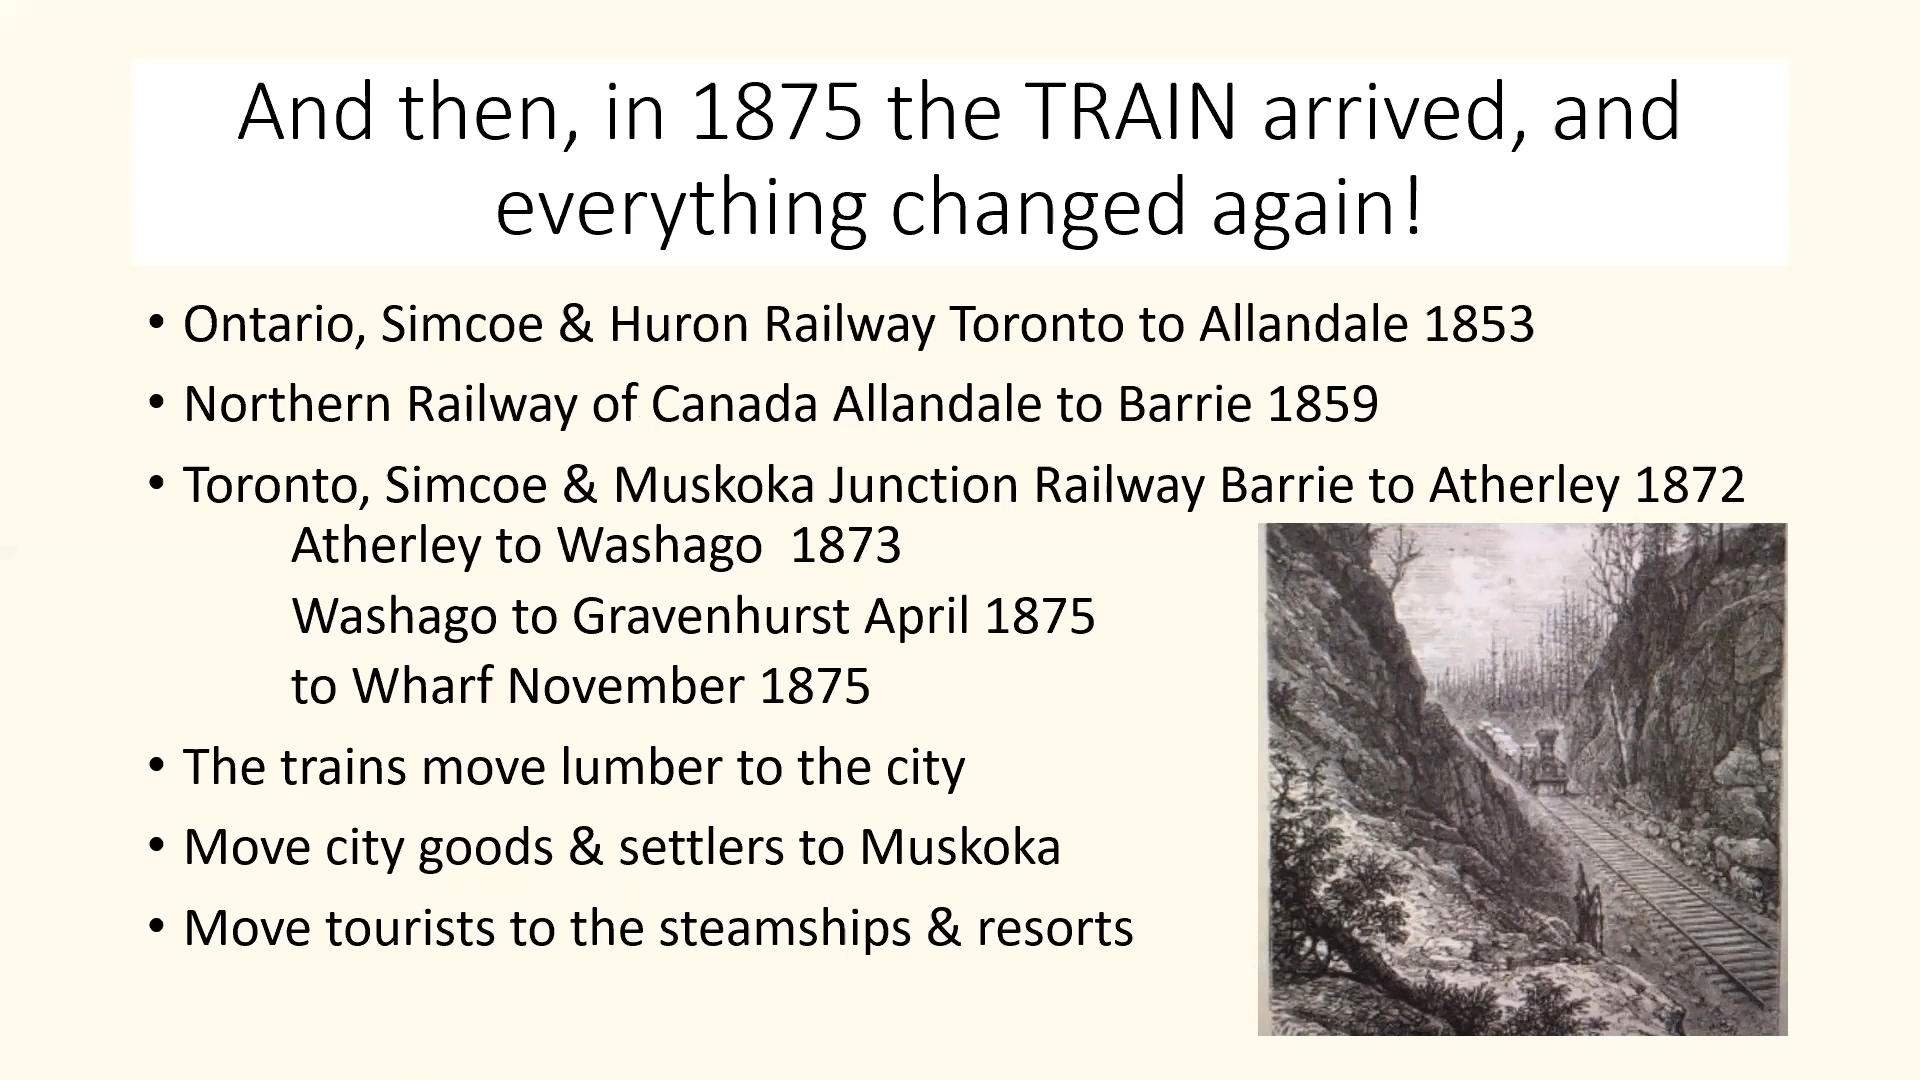 And then, in 1875 the TRAIN arrived, and
everything changed again!
• Ontario, Simcoe & Huron Railway Toronto to Allandale 1853
• Northern Railway of Canada Allandale to Barrie 1859
• Toronto, Simcoe & Muskoka Junction Railway Barrie to Atherley 1872
Atherley to Washago  1873
Washago to Gravenhurst April 1875
to Wharf November 1875
• The trains move lumber to the city
• Move city goods & settlers to Muskoka
• Move tourists to the steamships & resorts